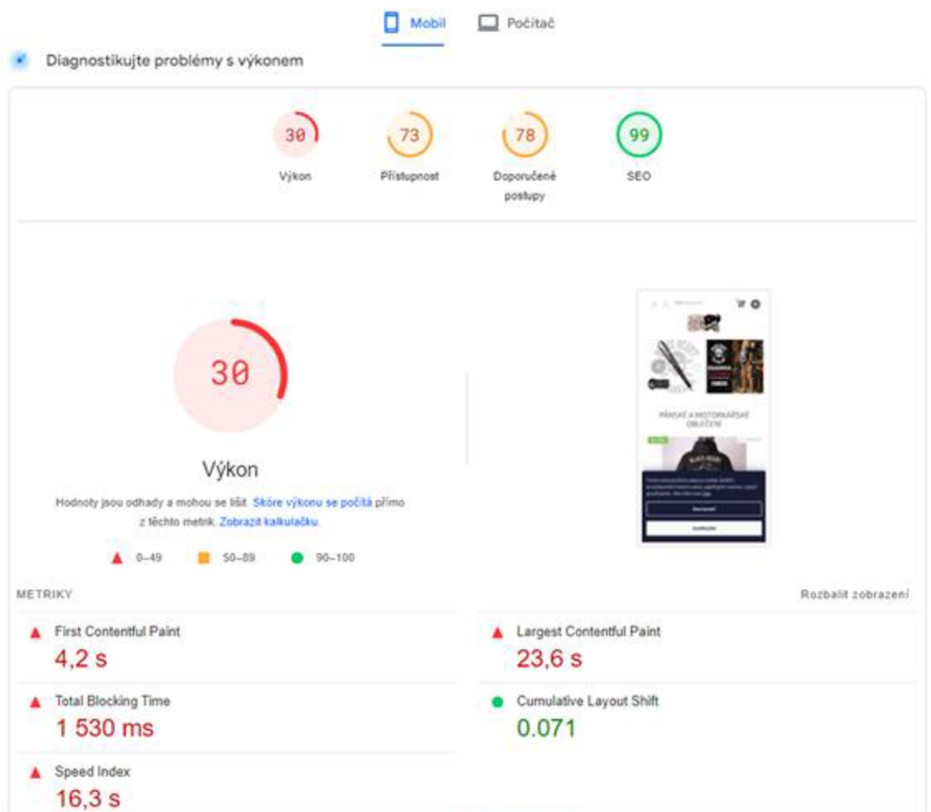 Mobil
Počítač
Diagnostikujte problémy s výkonem
30
73
78
99
Výkon
Přístupnost
Doporučené
postupy
SEO
30
Výkon
Hodnoty jsou odhady a mohou se lišit. Skóre výkonu se počítá přímo
z těchto metrik. Zobrazit kalkulačku.
0–49
50–89
90–100
PÁNSKÉ A MOTORKÁŘSKÉ
OBLEČENÍ
METRIKY
Rozbalit zobrazení
First Contentful Paint
4,2 s
Largest Contentful Paint
23,6 s
Total Blocking Time
1 530 ms
Cumulative Layout Shift
0.071
Speed Index
16,3 s